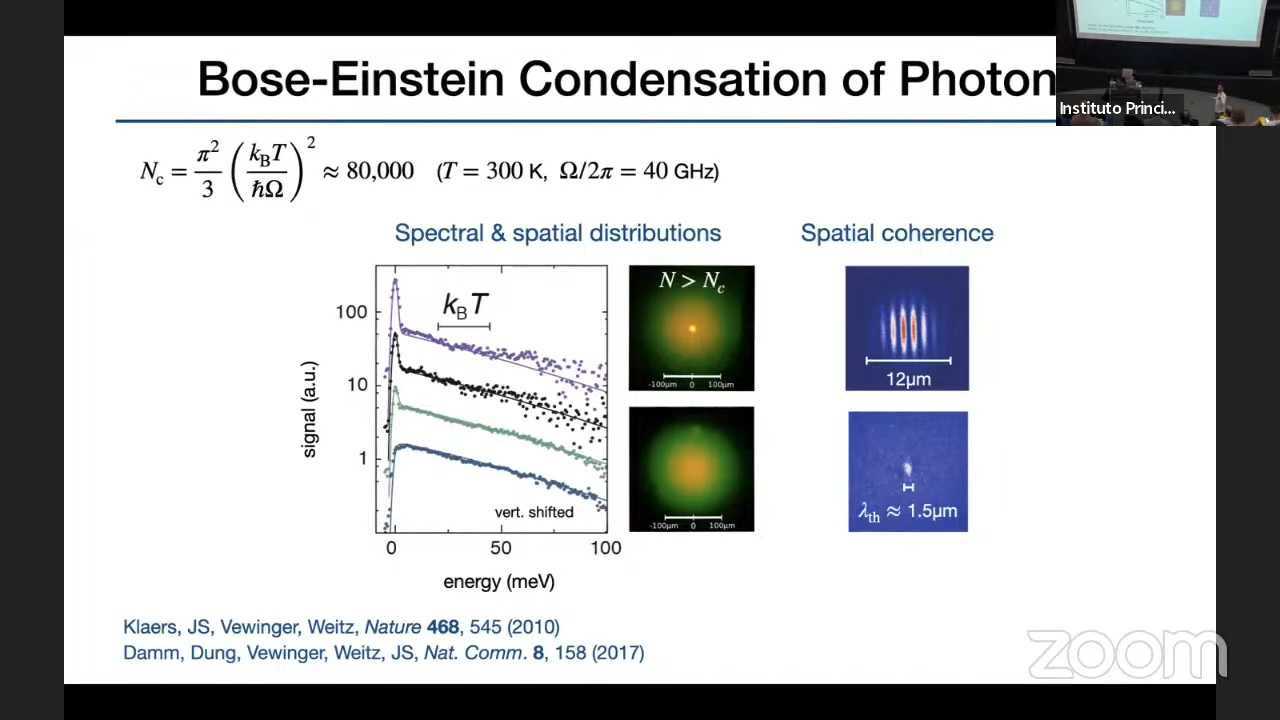 Bose-Einstein Condensation of Photon
Instituto Princi...
N_c = π²/3 (k_BT/ħΩ)² ≈ 80,000 (T = 300 K, Ω/2π = 40 GHz)
Spectral & spatial distributions
Spatial coherence
signal (a.u.)
100
10
1
k_BT
vert. shifted
0
50
100
energy (meV)
N > N_c
-100μm 0 100μm
-100μm 0 100μm
12μm
λ_th ≈ 1.5μm
Klaers, JS, Vewinger, Weitz, Nature 468, 545 (2010)
Damm, Dung, Vewinger, Weitz, JS, Nat. Comm. 8, 158 (2017)
zoom